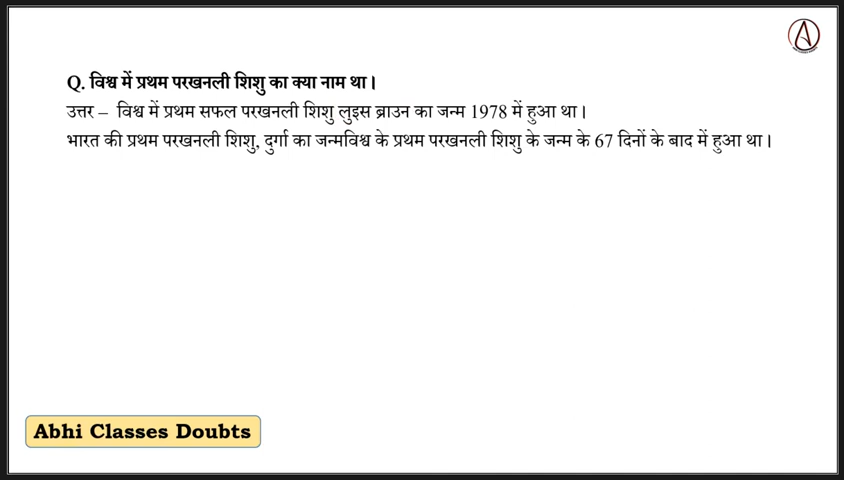 Q. विश्व में प्रथम परखनली शिशु का क्या नाम था।
उत्तर – विश्व में प्रथम सफल परखनली शिशु लुइस ब्राउन का जन्म 1978 में हुआ था।
भारत की प्रथम परखनली शिशु, दुर्गा का जन्मविश्व के प्रथम परखनली शिशु के जन्म के 67 दिनों के बाद में हुआ था।
Abhi Classes Doubts